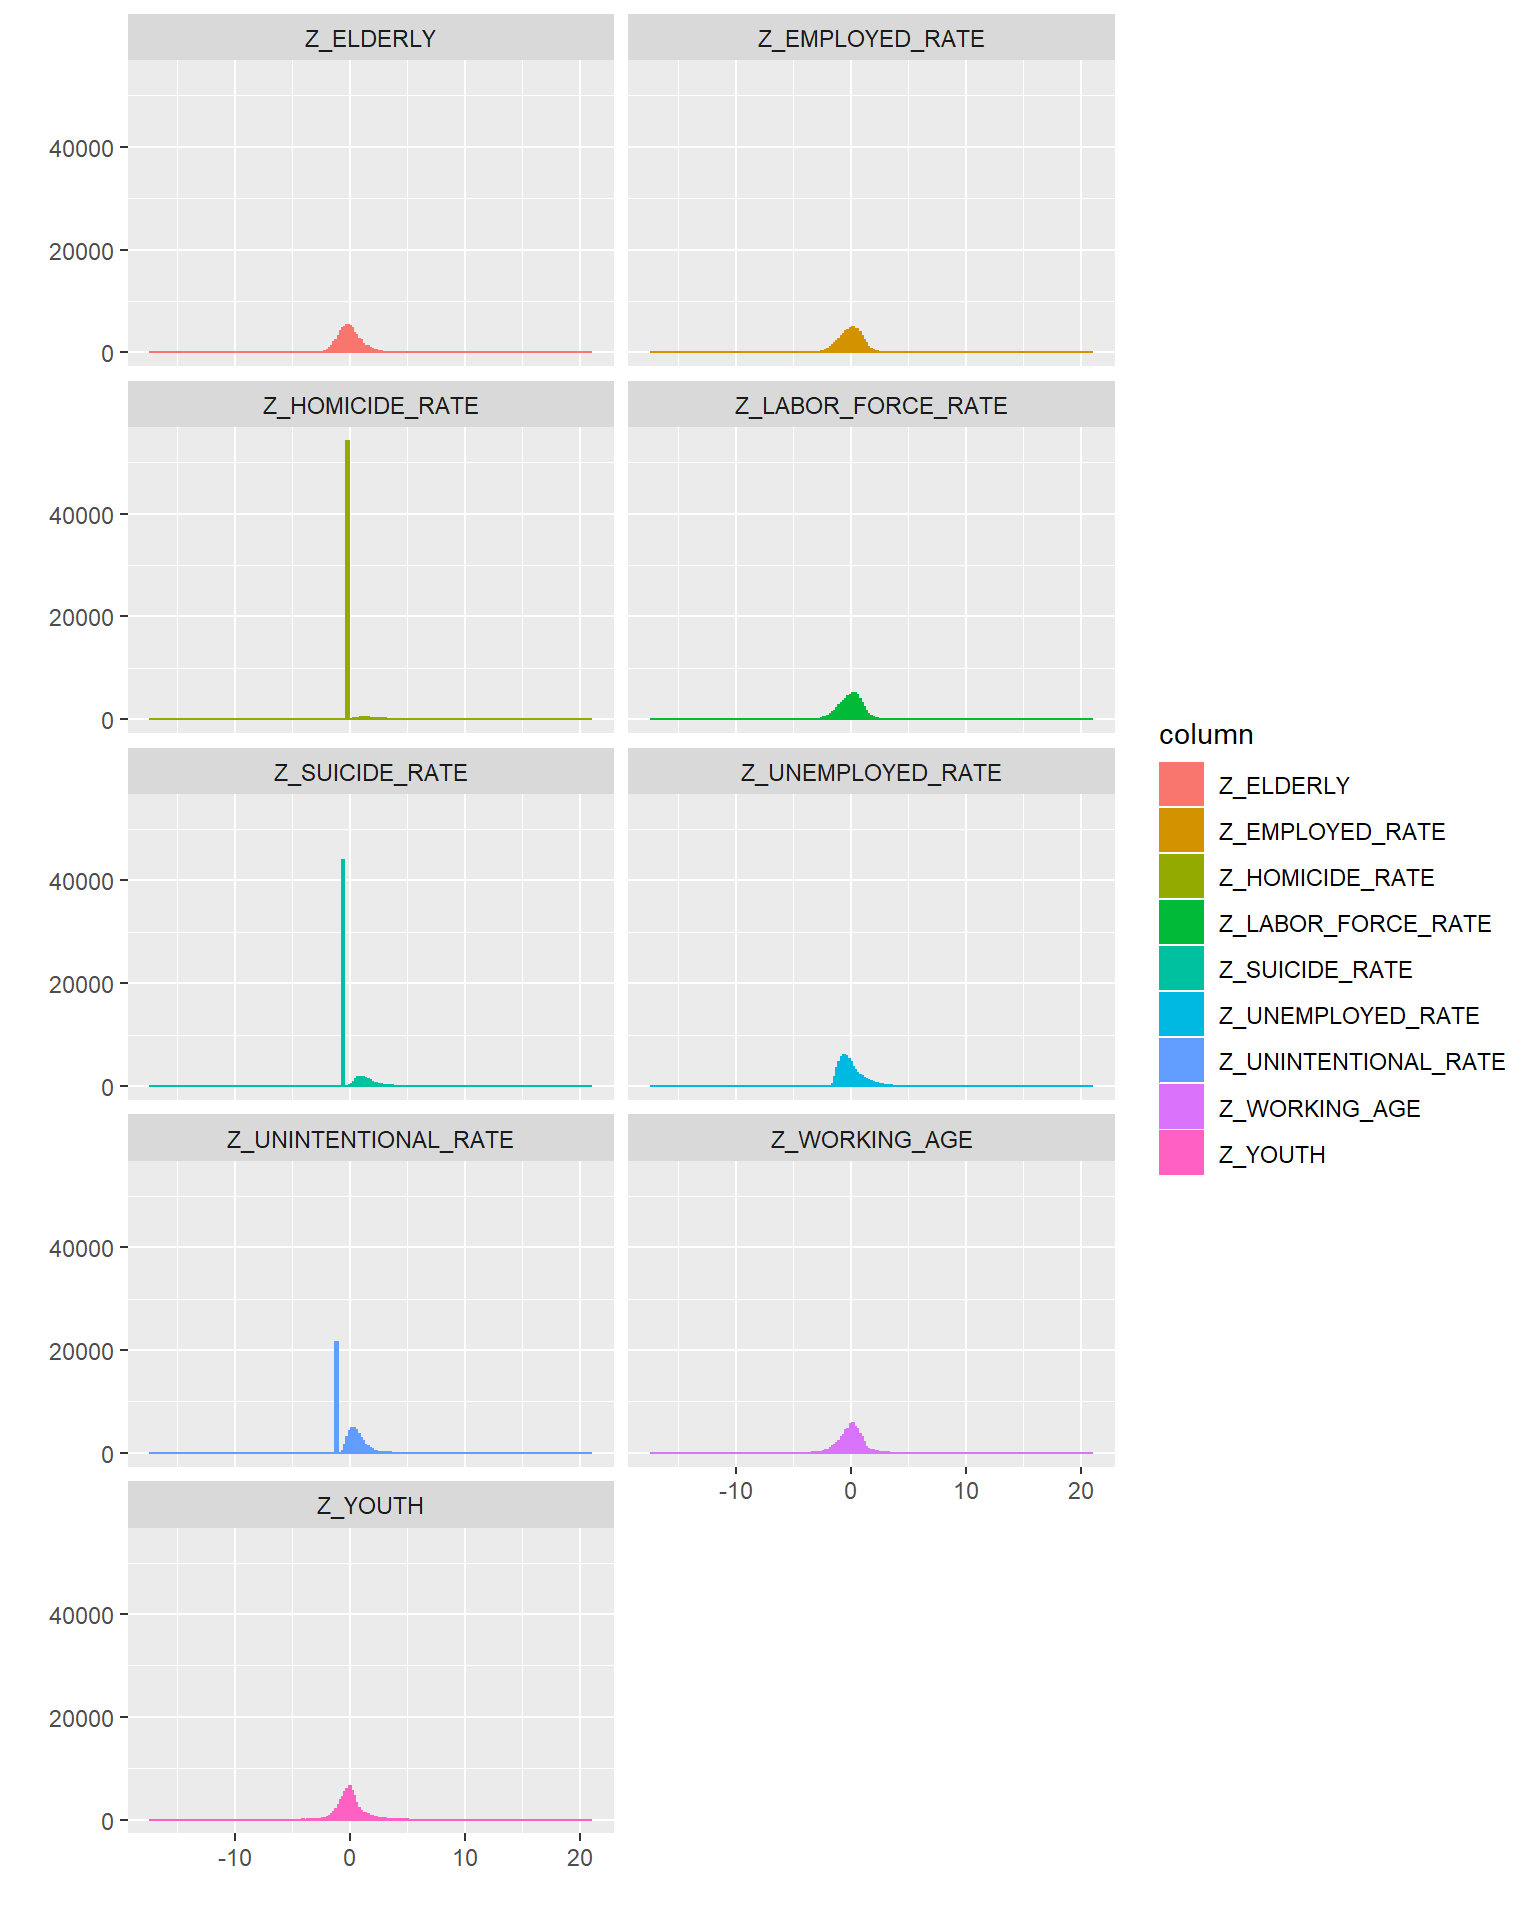 Z_ELDERLY
Z_EMPLOYED_RATE
40000
20000
0
Z_HOMICIDE_RATE
Z_LABOR_FORCE_RATE
40000
20000
0
Z_SUICIDE_RATE
Z_UNEMPLOYED_RATE
40000
20000
0
Z_UNINTENTIONAL_RATE
Z_WORKING_AGE
40000
20000
0
-10 0 10 20
Z_YOUTH
40000
20000
0
-10 0 10 20
column
Z_ELDERLY
Z_EMPLOYED_RATE
Z_HOMICIDE_RATE
Z_LABOR_FORCE_RATE
Z_SUICIDE_RATE
Z_UNEMPLOYED_RATE
Z_UNINTENTIONAL_RATE
Z_WORKING_AGE
Z_YOUTH